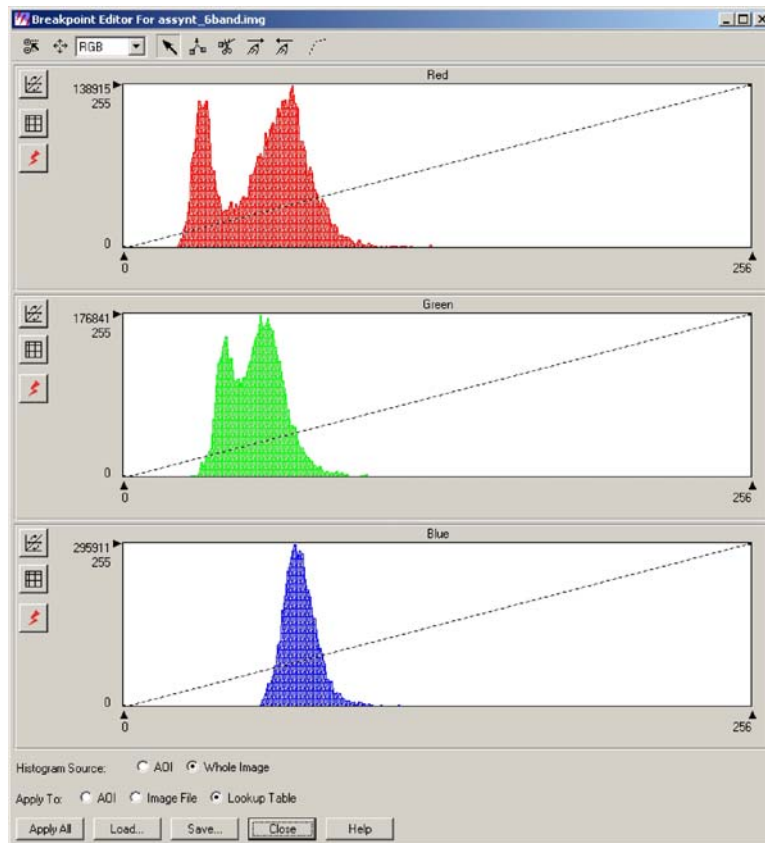 Breakpoint Editor For assynt_6band.img
RGB
Red
138915
255
0
0
256
Green
176841
255
0
0
256
Blue
295911
255
0
0
256
Histogram Source: AOI Whole Image
Apply To: AOI Image File Lookup Table
Apply All Load... Save... Close Help